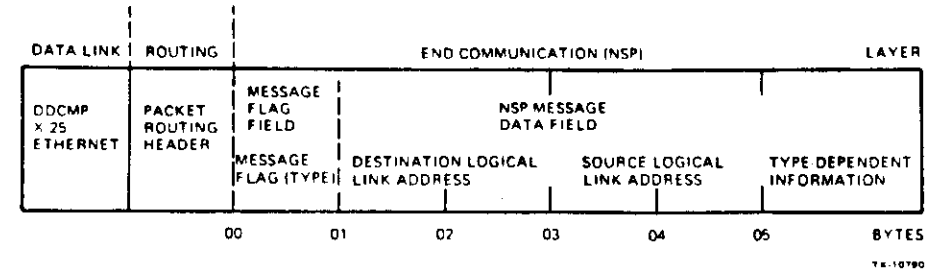 DATA LINK ROUTING END COMMUNICATION (NSP) LAYER
DDCMP
X 25
ETHERNET
PACKET
ROUTING
HEADER
MESSAGE
FLAG
FIELD
MESSAGE
FLAG (TYPE)
NSP MESSAGE
DATA FIELD
DESTINATION LOGICAL
LINK ADDRESS
SOURCE LOGICAL
LINK ADDRESS
TYPE-DEPENDENT
INFORMATION
00 01 02 03 04 05 BYTES
TK-10790